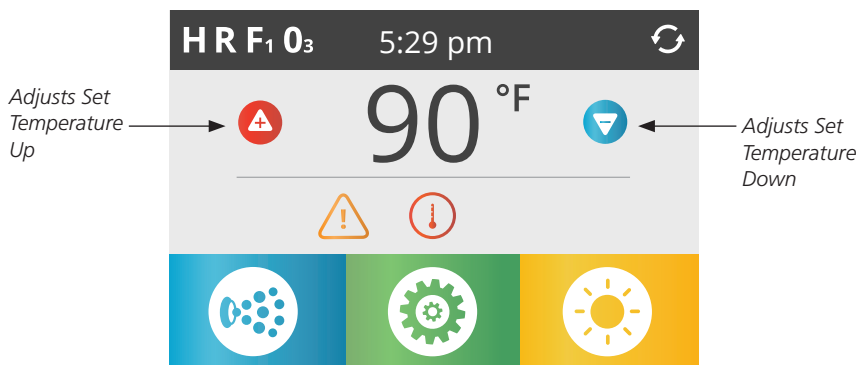 H R F₁ 0₃ 5:29 pm
Adjusts Set
Temperature
Up
90 °F
Adjusts Set
Temperature
Down